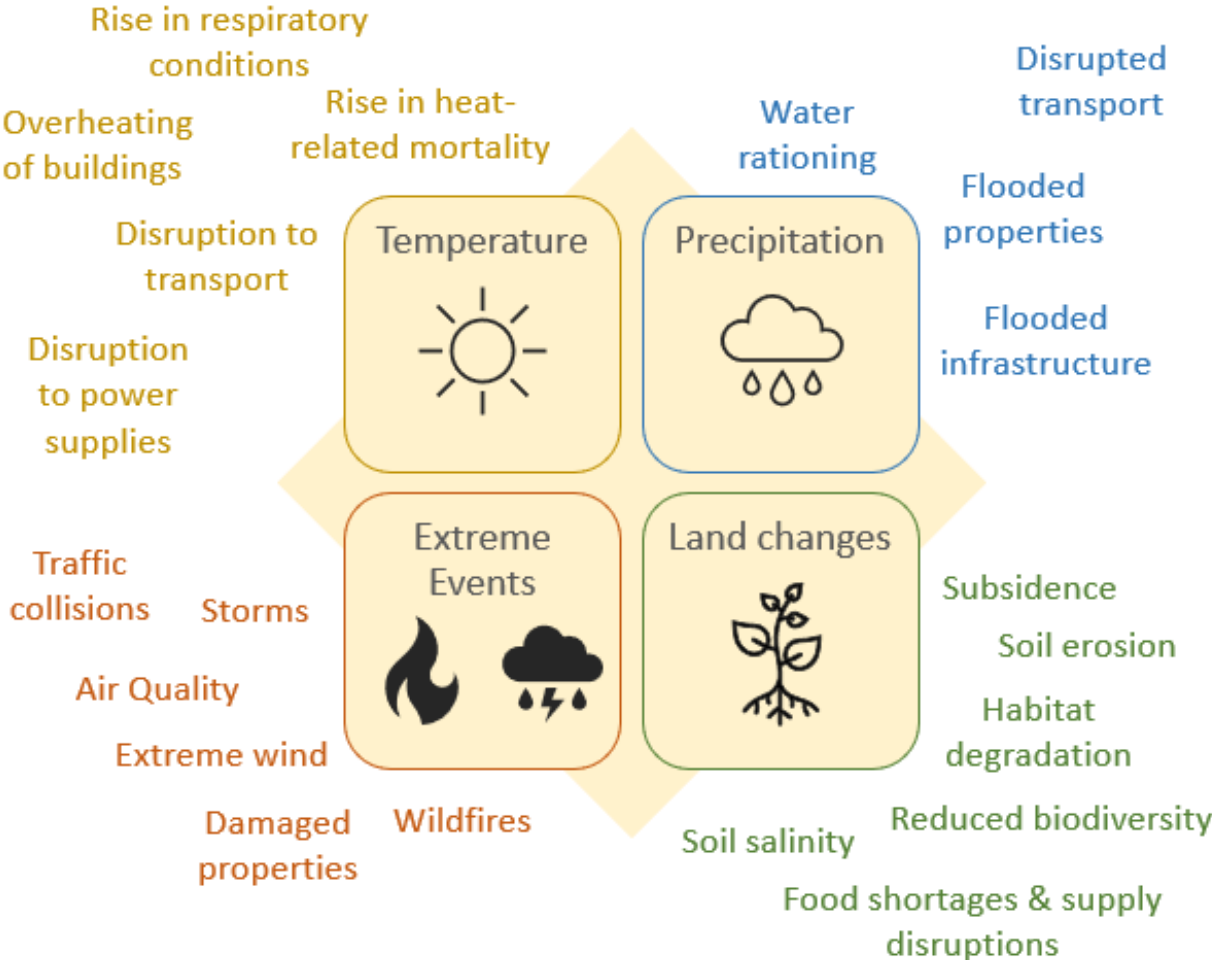 Rise in respiratory
conditions
Overheating
of buildings
Rise in heat-
related mortality
Disruption to
transport
Disruption
to power
supplies
Temperature
Water
rationing
Disrupted
transport
Flooded
properties
Flooded
infrastructure
Precipitation
Extreme
Events
Traffic
collisions
Storms
Air Quality
Extreme wind
Damaged
properties
Wildfires
Land changes
Subsidence
Soil erosion
Habitat
degradation
Reduced biodiversity
Soil salinity
Food shortages & supply
disruptions